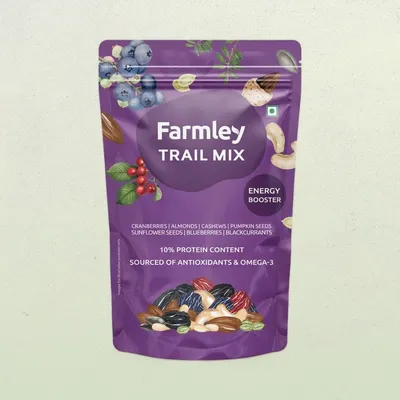 Farmley
TRAIL MIX
ENERGY
BOOSTER
CRANBERRIES | ALMONDS | CASHEWS | PUMPKIN SEEDS
SUNFLOWER SEEDS | BLUEBERRIES | BLACKCURRANTS
10% PROTEIN CONTENT
SOURCED OF ANTIOXIDANTS & OMEGA-3